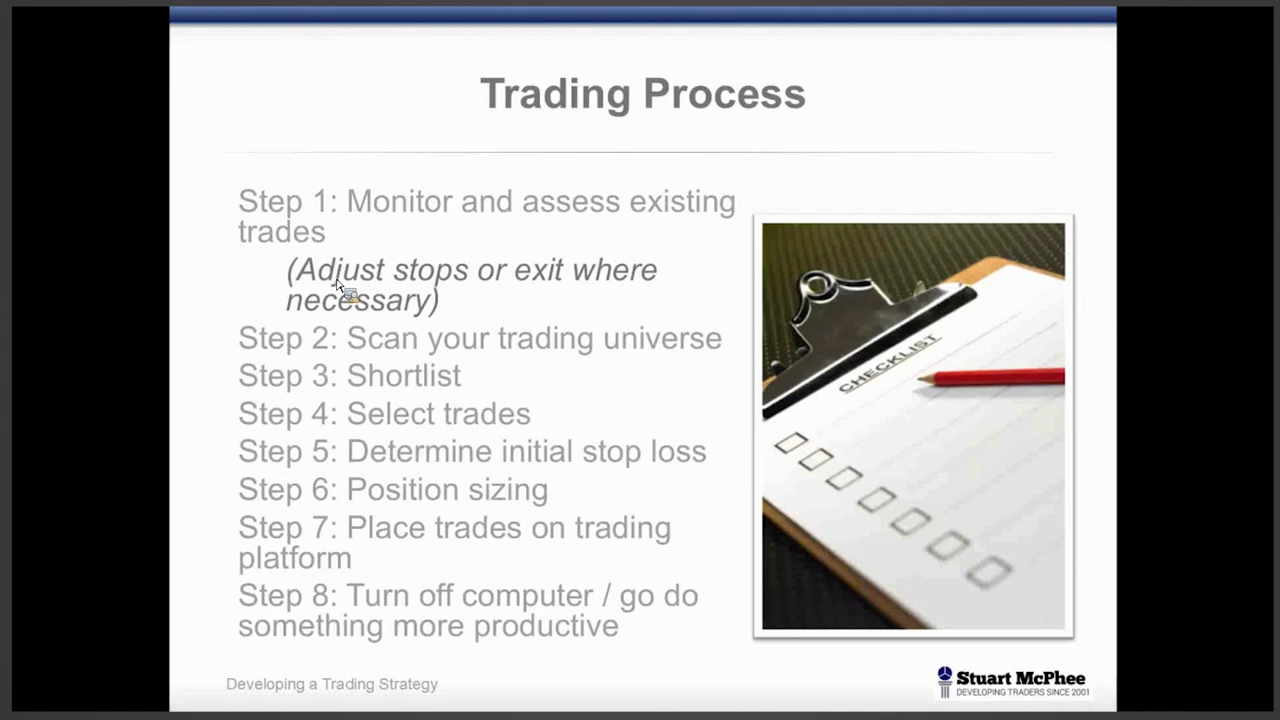 Trading Process
Step 1: Monitor and assess existing
trades
(Adjust stops or exit where
necessary)
Step 2: Scan your trading universe
Step 3: Shortlist
Step 4: Select trades
Step 5: Determine initial stop loss
Step 6: Position sizing
Step 7: Place trades on trading
platform
Step 8: Turn off computer / go do
something more productive
CHECKLIST
Developing a Trading Strategy
Stuart McPhee
DEVELOPING TRADERS SINCE 2001